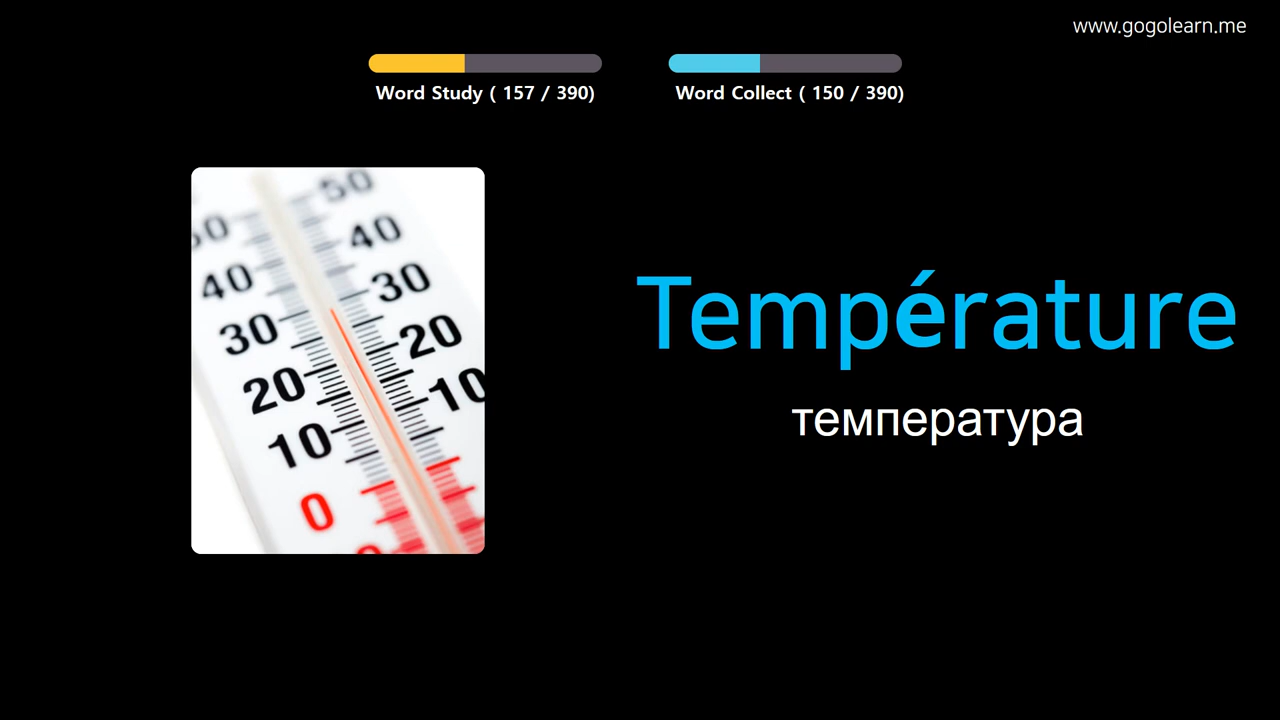 www.gogolearn.me
Word Study ( 157 / 390)
Word Collect ( 150 / 390)
50
50
40
40
30
30
20
20
10
10
0
Température
температура